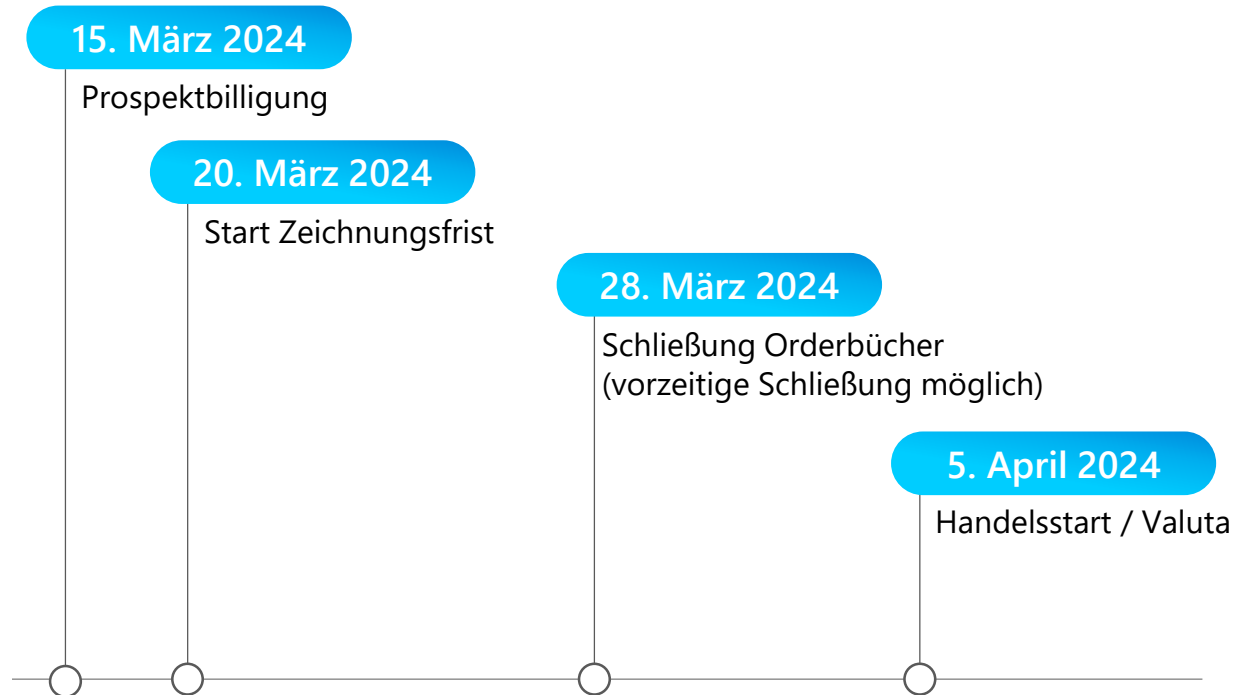 15. März 2024
Prospektbilligung
20. März 2024
Start Zeichnungsfrist
28. März 2024
Schließung Orderbücher
(vorzeitige Schließung möglich)
5. April 2024
Handelsstart / Valuta